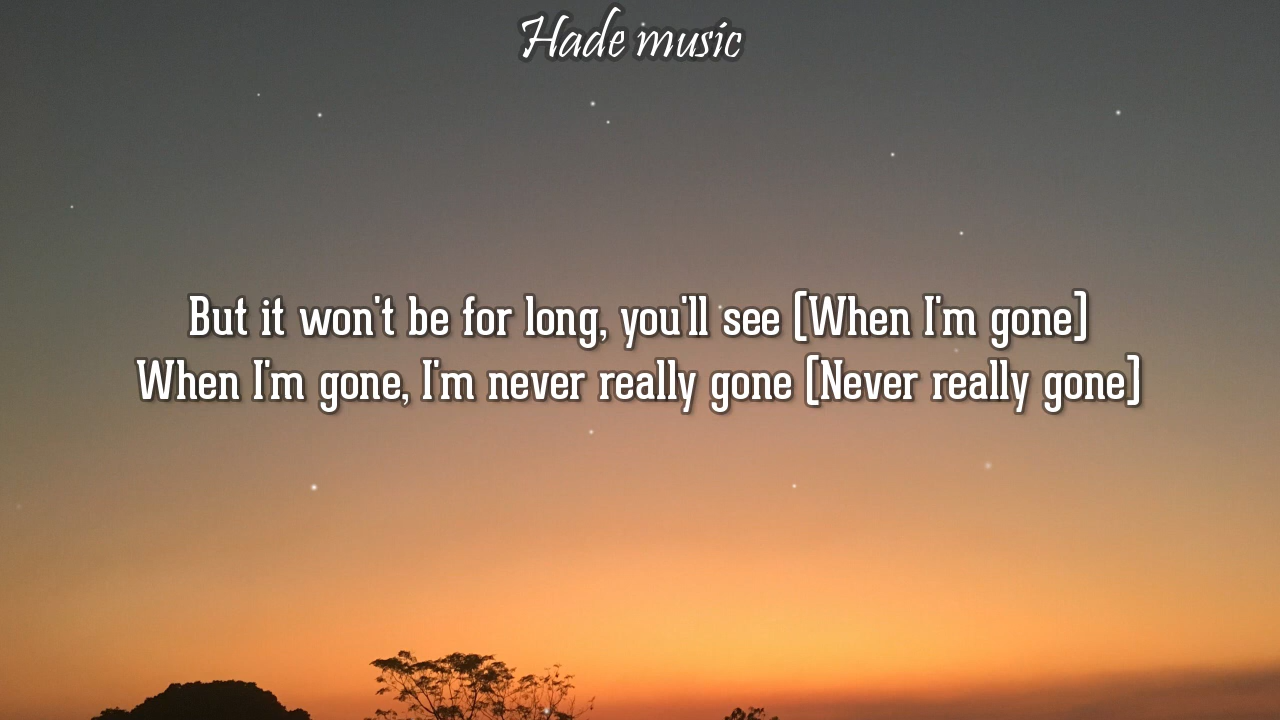 Hade music
But it won't be for long, you'll see (When I'm gone)
When I'm gone, I'm never really gone (Never really gone)